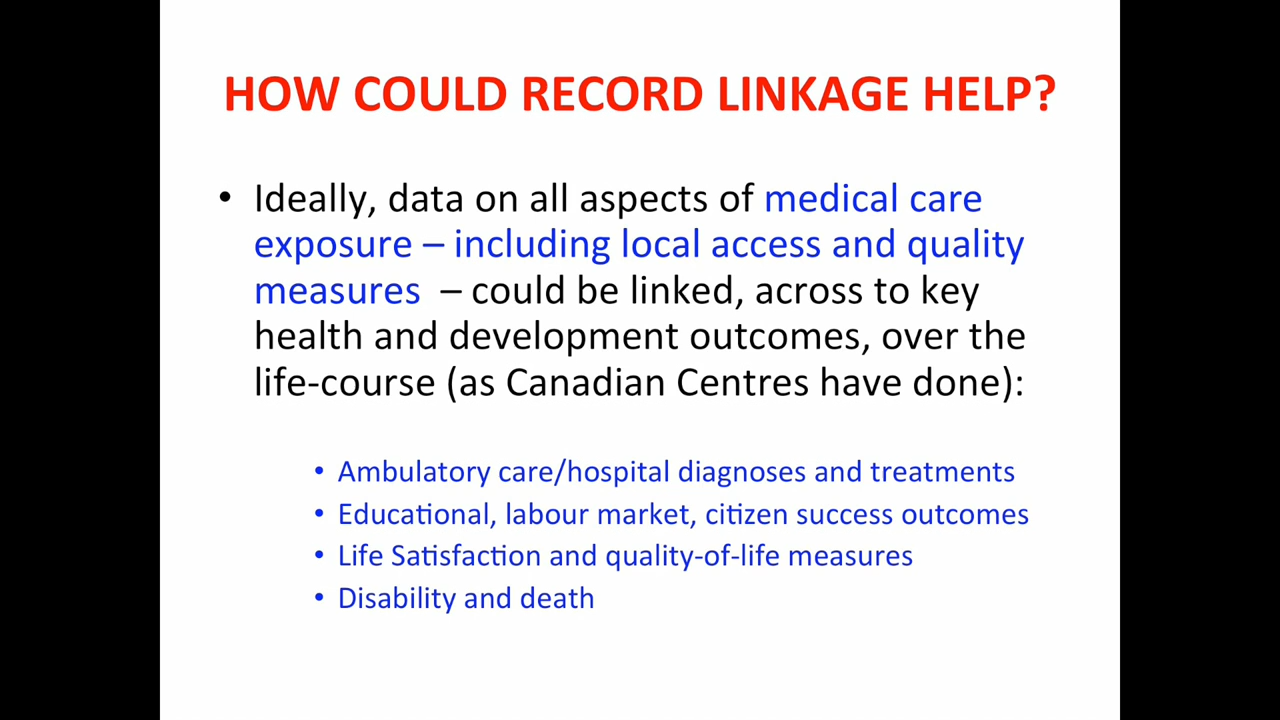 HOW COULD RECORD LINKAGE HELP?
• Ideally, data on all aspects of medical care
exposure – including local access and quality
measures – could be linked, across to key
health and development outcomes, over the
life-course (as Canadian Centres have done):
• Ambulatory care/hospital diagnoses and treatments
• Educational, labour market, citizen success outcomes
• Life Satisfaction and quality-of-life measures
• Disability and death